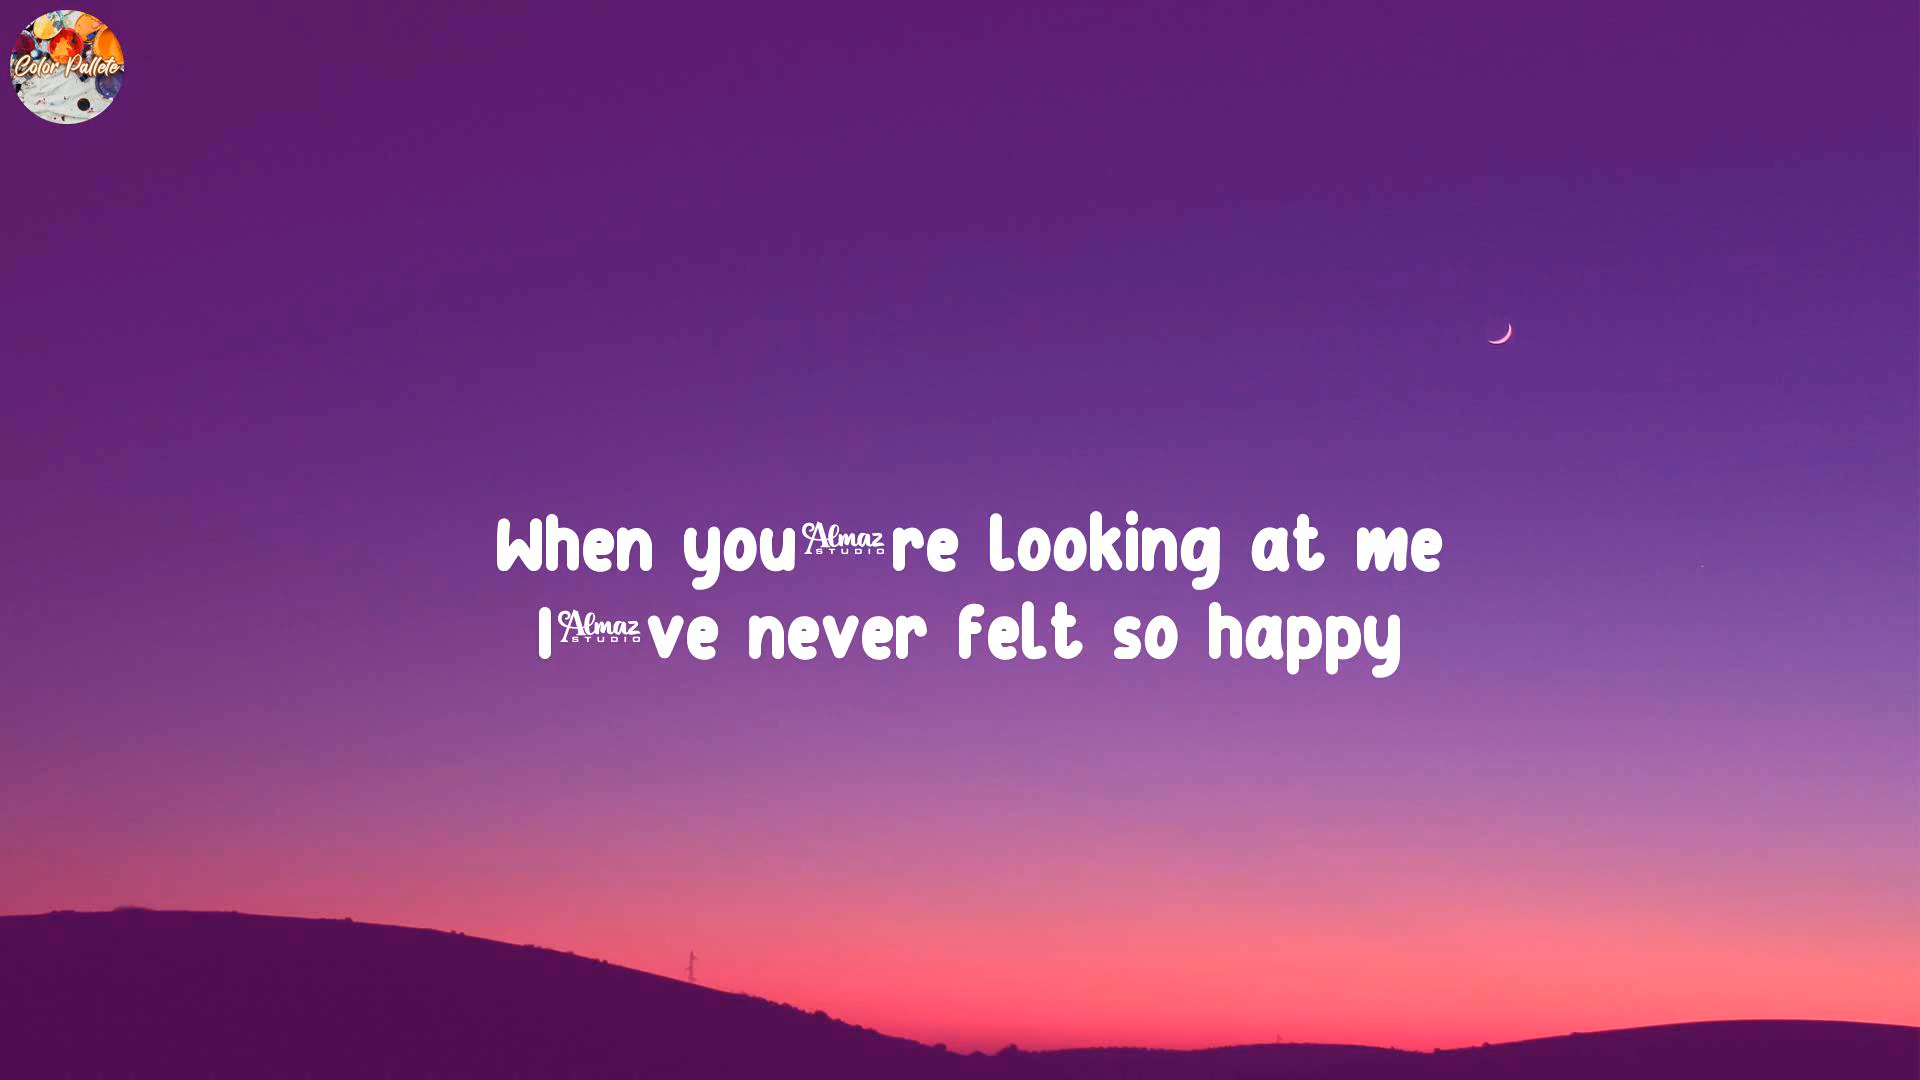 Color Pallete
When you Almaz STUDIO re looking at me
I Almaz STUDIO ve never felt so happy